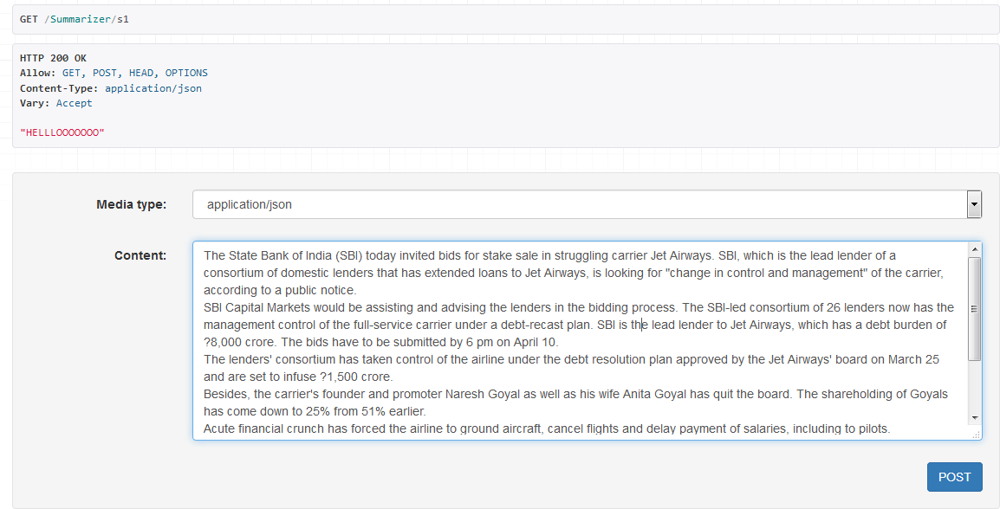 GET /Summarizer/s1
HTTP 200 OK
Allow: GET, POST, HEAD, OPTIONS
Content-Type: application/json
Vary: Accept
"HELLLOOOOOOO"
Media type: application/json
Content:
The State Bank of India (SBI) today invited bids for stake sale in struggling carrier Jet Airways. SBI, which is the lead lender of a
consortium of domestic lenders that has extended loans to Jet Airways, is looking for "change in control and management" of the carrier,
according to a public notice.
SBI Capital Markets would be assisting and advising the lenders in the bidding process. The SBI-led consortium of 26 lenders now has the
management control of the full-service carrier under a debt-recast plan. SBI is the lead lender to Jet Airways, which has a debt burden of
?8,000 crore. The bids have to be submitted by 6 pm on April 10.
The lenders' consortium has taken control of the airline under the debt resolution plan approved by the Jet Airways' board on March 25
and are set to infuse ?1,500 crore.
Besides, the carrier's founder and promoter Naresh Goyal as well as his wife Anita Goyal has quit the board. The shareholding of Goyals
has come down to 25% from 51% earlier.
Acute financial crunch has forced the airline to ground aircraft, cancel flights and delay payment of salaries, including to pilots.
POST